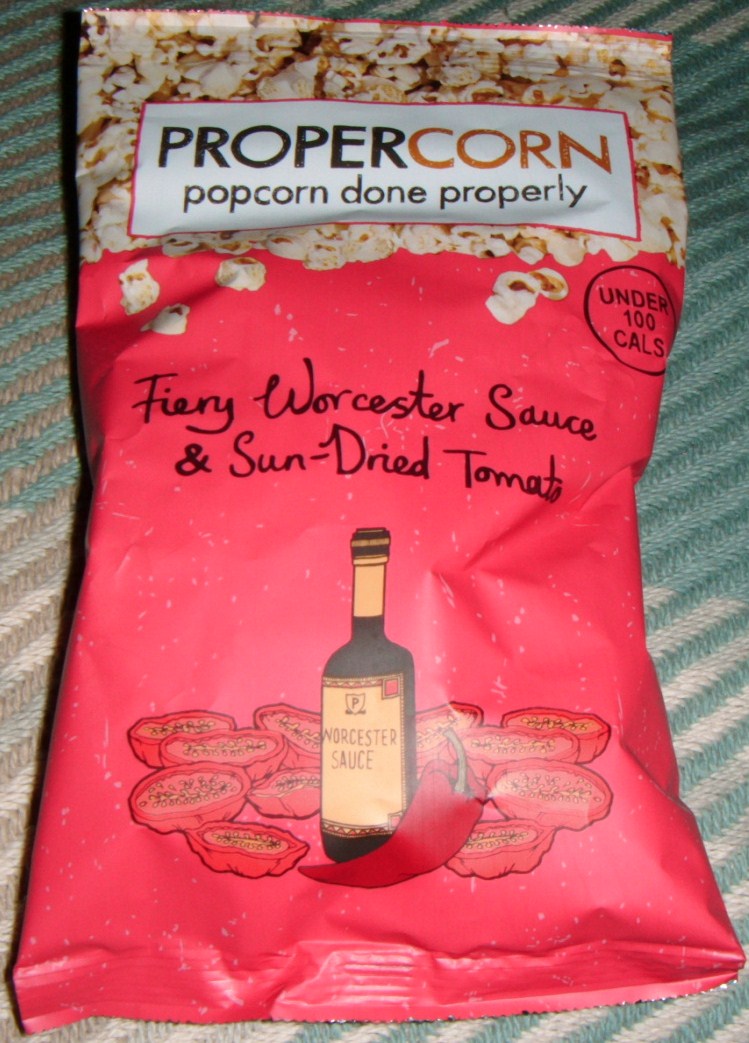 PROPERCORN
popcorn done properly
UNDER
100
CALS
Fiery Worcester Sauce
& Sun-Dried Tomato
P
WORCESTER
SAUCE